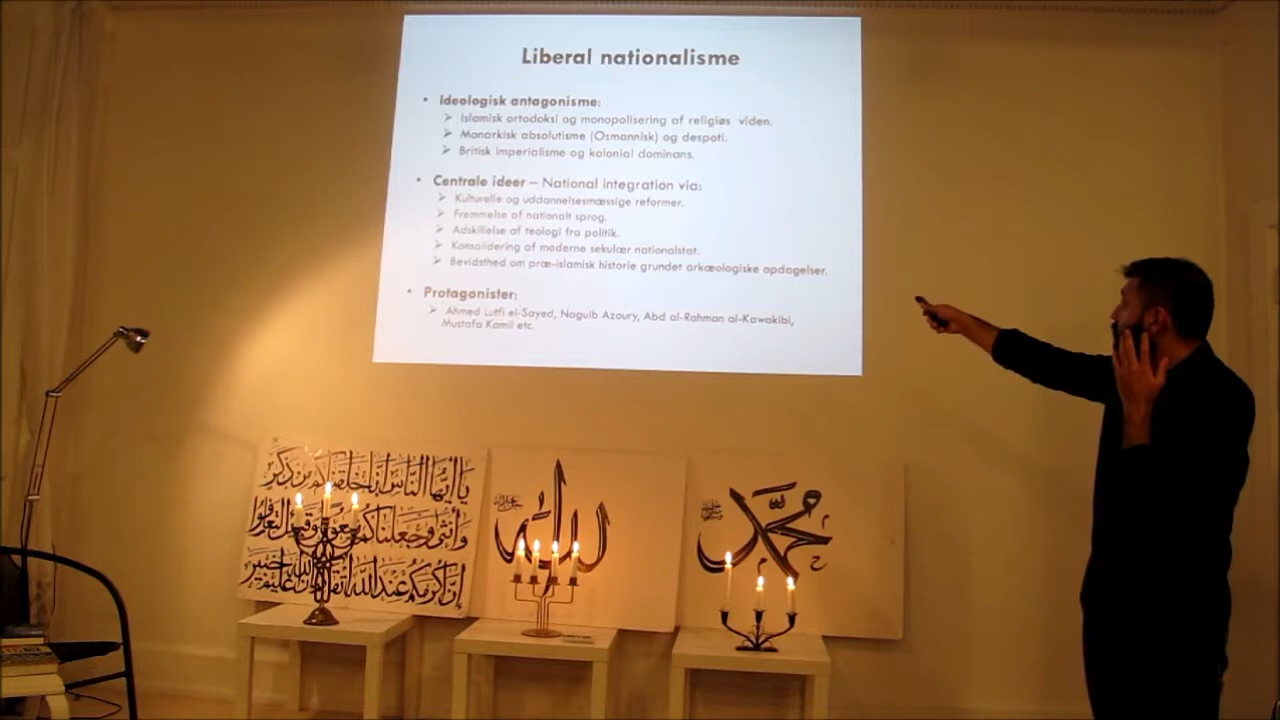 Liberal nationalisme
• Ideologisk antagonisme:
➢ Islamisk ortodoksi og monopolisering af religiøs viden.
➢ Monarkisk absolutisme (Osmannisk) og despoti.
➢ Britisk imperialisme og kolonial dominans.
• Centrale ideer – National integration via:
➢ Kulturelle og uddannelsesmæssige reformer.
➢ Fremmelse af nationalt sprog.
➢ Adskillelse af teologi fra politik.
➢ Konsolidering af moderne sekulær nationalstat.
➢ Bevidsthed om præ-islamisk historie grundet arkæologiske opdagelser.
• Protagonister:
➢ Ahmed Lutfi el-Sayed, Naguib Azoury, Abd al-Rahman al-Kawakibi,
Mustafa Kamil etc.
يا أيها الناس إنا خلقناكم من ذكر
وأنثى وجعلناكم شعوبا وقبائل لتعارفوا
إن أكرمكم عند الله أتقاكم إن الله عليم خبير
الله
محمد